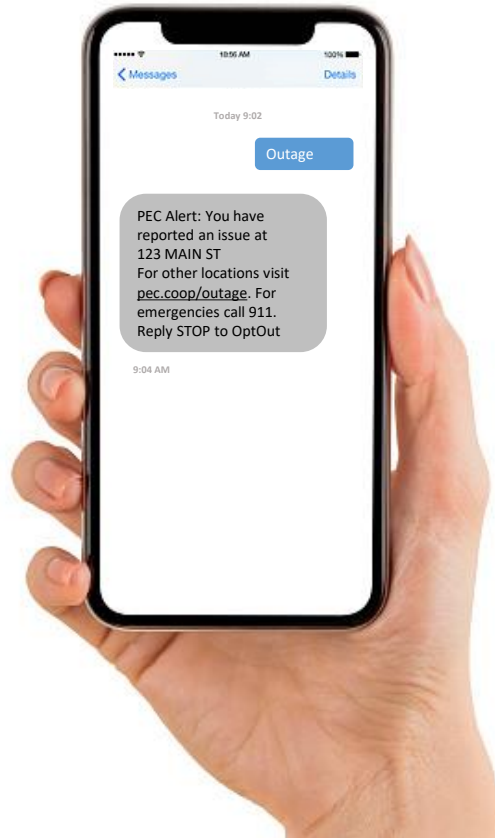 10:56 AM
100%
Messages
Details
Today 9:02
Outage
PEC Alert: You have
reported an issue at
123 MAIN ST
For other locations visit
pec.coop/outage. For
emergencies call 911.
Reply STOP to OptOut
9:04 AM